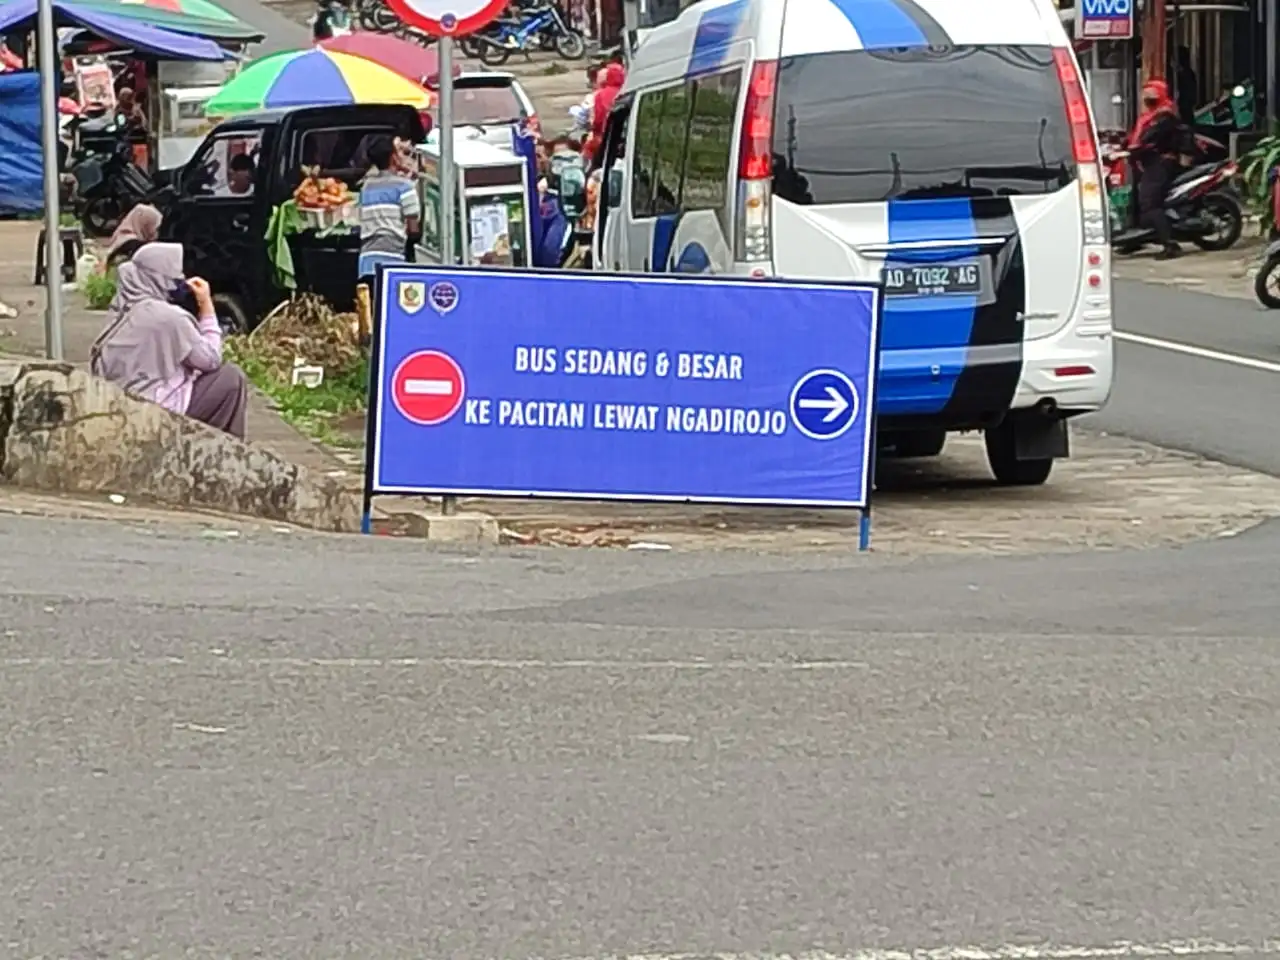 vivo
AD 7092 AG
BUS SEDANG & BESAR
KE PACITAN LEWAT NGADIROJO